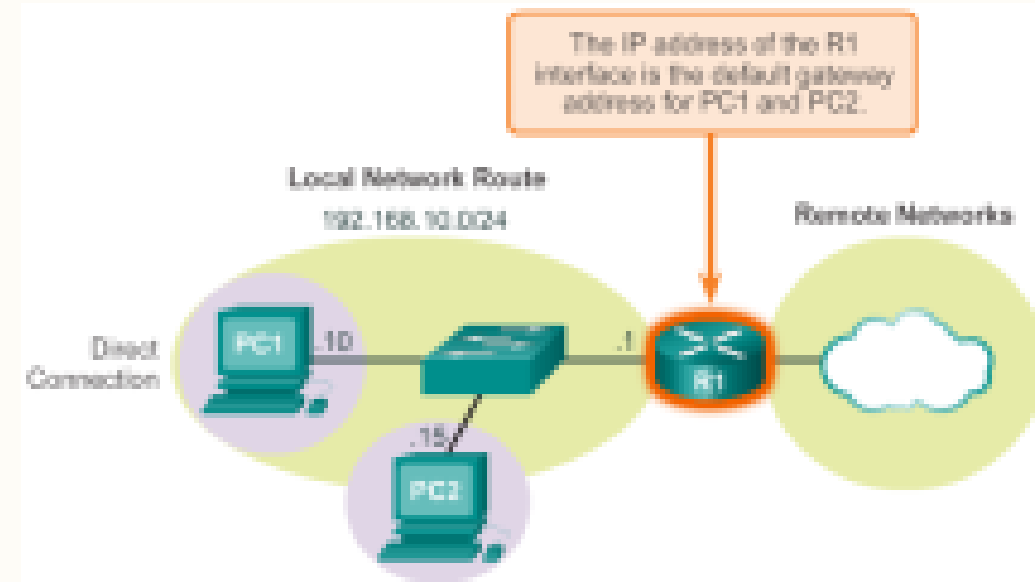 The IP address of the R1
interface is the default gateway
address for PC1 and PC2.
Local Network Route
192.168.10.0/24
Remote Networks
Direct
Connection
PC1
.10
.1
R1
.15
PC2